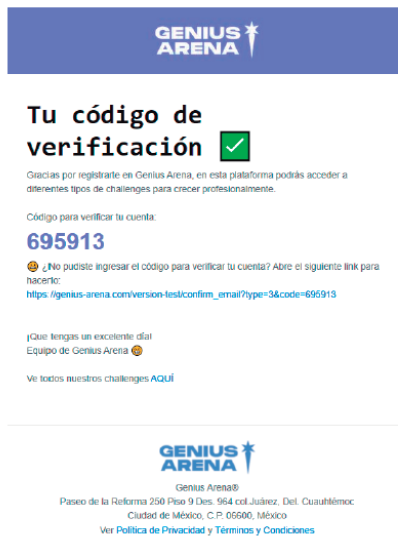 GENIUS
ARENA
Tu código de
verificación
Gracias por registrarte en Genius Arena, en esta plataforma podrás acceder a
diferentes tipos de challenges para crecer profesionalmente.
Código para verificar tu cuenta:
695913
¿No pudiste ingresar el código para verificar tu cuenta? Abre el siguiente link para
hacerlo:
https://genius-arena.com/version-test/confirm_email?type=3&code=695913
¡Que tengas un excelente día!
Equipo de Genius Arena
Ve todos nuestros challenges AQUÍ
GENIUS
ARENA
Genius Arena®
Paseo de la Reforma 250 Piso 9 Des. 964 col.Juárez, Del. Cuauhtémoc
Ciudad de México, C.P. 06600, México
Ver Política de Privacidad y Términos y Condiciones